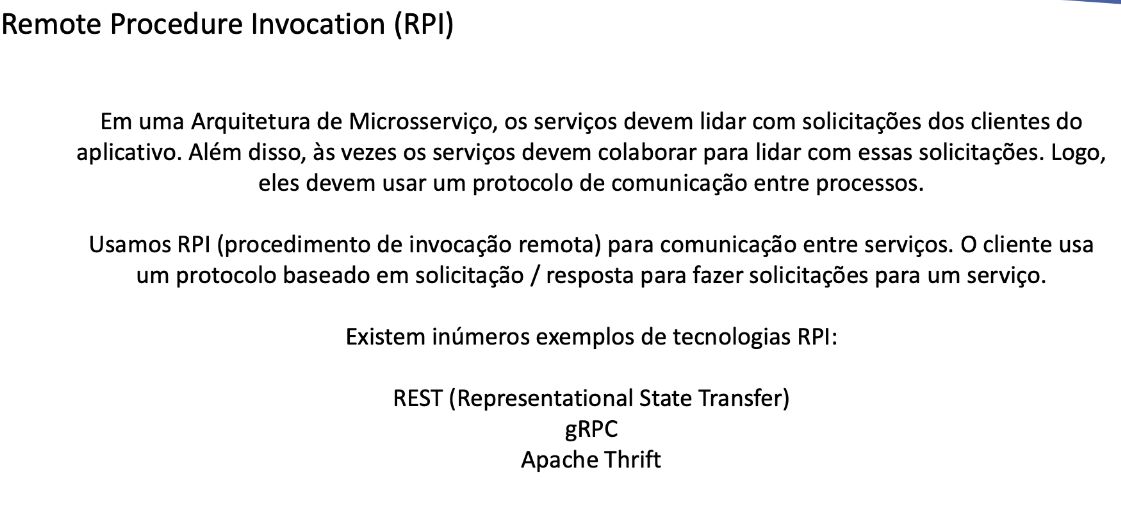 Remote Procedure Invocation (RPI)
Em uma Arquitetura de Microsserviço, os serviços devem lidar com solicitações dos clientes do
aplicativo. Além disso, às vezes os serviços devem colaborar para lidar com essas solicitações. Logo,
eles devem usar um protocolo de comunicação entre processos.
Usamos RPI (procedimento de invocação remota) para comunicação entre serviços. O cliente usa
um protocolo baseado em solicitação / resposta para fazer solicitações para um serviço.
Existem inúmeros exemplos de tecnologias RPI:
REST (Representational State Transfer)
gRPC
Apache Thrift